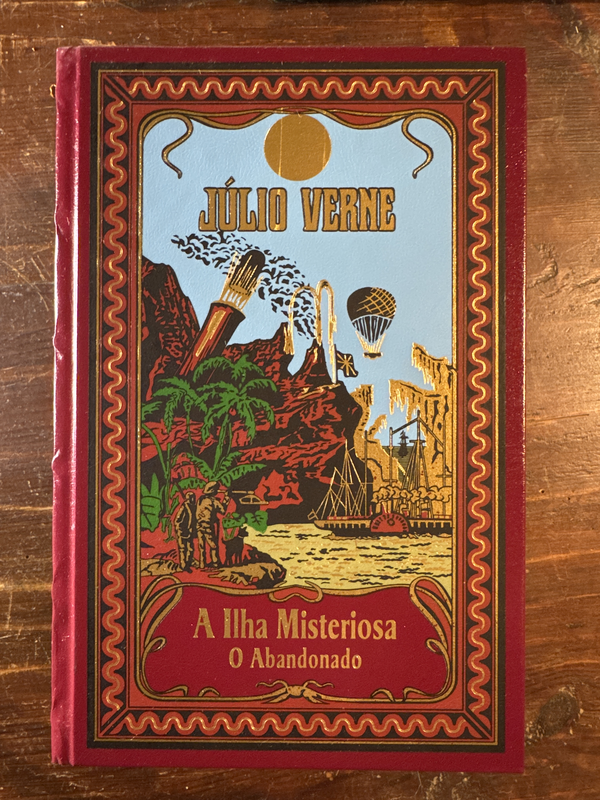 JÚLIO VERNE
A Ilha Misteriosa
O Abandonado